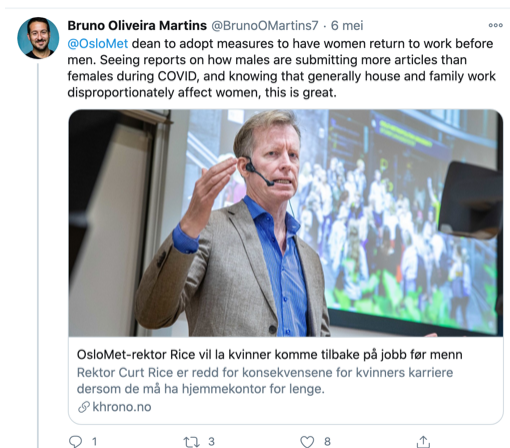 Bruno Oliveira Martins @BrunoOMartins7 · 6 mei
@OsloMet dean to adopt measures to have women return to work before
men. Seeing reports on how males are submitting more articles than
females during COVID, and knowing that generally house and family work
disproportionately affect women, this is great.
OsloMet-rektor Rice vil la kvinner komme tilbake på jobb før menn
Rektor Curt Rice er redd for konsekvensene for kvinners karriere
dersom de må ha hjemmekontor for lenge.
khrono.no
1 3 8